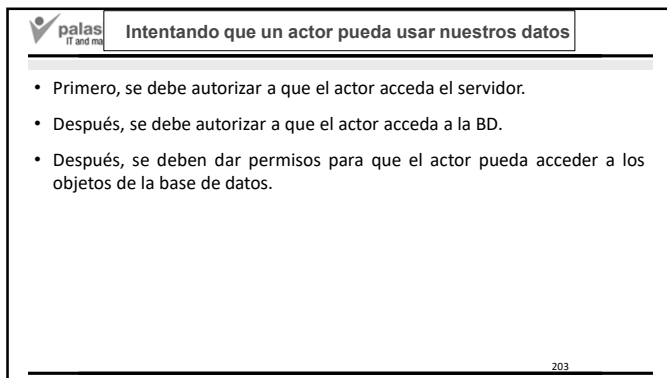 palas
IT and ma
Intentando que un actor pueda usar nuestros datos
• Primero, se debe autorizar a que el actor acceda el servidor.
• Después, se debe autorizar a que el actor acceda a la BD.
• Después, se deben dar permisos para que el actor pueda acceder a los
objetos de la base de datos.
203